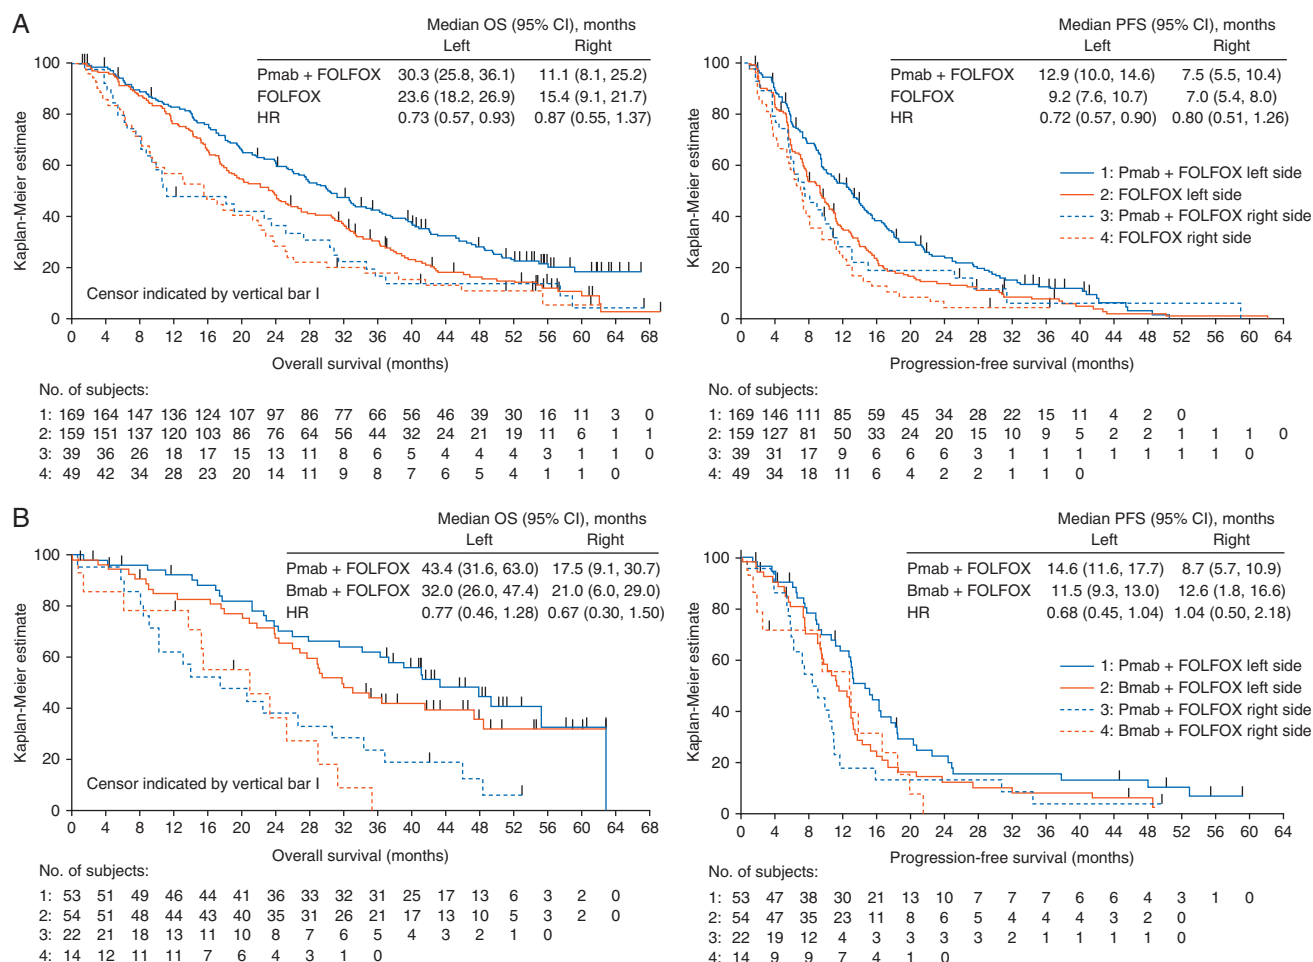 A
Median OS (95% CI), months
Left Right
Pmab + FOLFOX 30.3 (25.8, 36.1) 11.1 (8.1, 25.2)
FOLFOX 23.6 (18.2, 26.9) 15.4 (9.1, 21.7)
HR 0.73 (0.57, 0.93) 0.87 (0.55, 1.37)
Kaplan-Meier estimate
100
80
60
40
20
0
Censor indicated by vertical bar I
0 4 8 12 16 20 24 28 32 36 40 44 48 52 56 60 64 68
Overall survival (months)
No. of subjects:
1: 169 164 147 136 124 107 97 86 77 66 56 46 39 30 16 11 3 0
2: 159 151 137 120 103 86 76 64 56 44 32 24 21 19 11 6 1 1
3: 39 36 26 18 17 15 13 11 8 6 5 4 4 4 3 1 1 0
4: 49 42 34 28 23 20 14 11 9 8 7 6 5 4 1 1 0
Median PFS (95% CI), months
Left Right
Pmab + FOLFOX 12.9 (10.0, 14.6) 7.5 (5.5, 10.4)
FOLFOX 9.2 (7.6, 10.7) 7.0 (5.4, 8.0)
HR 0.72 (0.57, 0.90) 0.80 (0.51, 1.26)
1: Pmab + FOLFOX left side
2: FOLFOX left side
3: Pmab + FOLFOX right side
4: FOLFOX right side
Kaplan-Meier estimate
100
80
60
40
20
0
0 4 8 12 16 20 24 28 32 36 40 44 48 52 56 60 64
Progression-free survival (months)
No. of subjects:
1: 169 146 111 85 59 45 34 28 22 15 11 4 2 0
2: 159 127 81 50 33 24 20 15 10 9 5 2 2 1 1 1 0
3: 39 31 17 9 6 6 6 3 1 1 1 1 1 1 1 0
4: 49 34 18 11 6 4 2 2 1 1 0
B
Median OS (95% CI), months
Left Right
Pmab + FOLFOX 43.4 (31.6, 63.0) 17.5 (9.1, 30.7)
Bmab + FOLFOX 32.0 (26.0, 47.4) 21.0 (6.0, 29.0)
HR 0.77 (0.46, 1.28) 0.67 (0.30, 1.50)
Kaplan-Meier estimate
100
80
60
40
20
0
Censor indicated by vertical bar I
0 4 8 12 16 20 24 28 32 36 40 44 48 52 56 60 64 68
Overall survival (months)
No. of subjects:
1: 53 51 49 46 44 41 36 33 32 31 25 17 13 6 3 2 0
2: 54 51 48 44 43 40 35 31 26 21 17 13 10 5 3 2 0
3: 22 21 18 13 11 10 8 7 6 5 4 3 2 1 0
4: 14 12 11 11 7 6 4 3 1 0
Median PFS (95% CI), months
Left Right
Pmab + FOLFOX 14.6 (11.6, 17.7) 8.7 (5.7, 10.9)
Bmab + FOLFOX 11.5 (9.3, 13.0) 12.6 (1.8, 16.6)
HR 0.68 (0.45, 1.04) 1.04 (0.50, 2.18)
1: Pmab + FOLFOX left side
2: Bmab + FOLFOX left side
3: Pmab + FOLFOX right side
4: Bmab + FOLFOX right side
Kaplan-Meier estimate
100
80
60
40
20
0
0 4 8 12 16 20 24 28 32 36 40 44 48 52 56 60 64
Progression-free survival (months)
No. of subjects:
1: 53 47 38 30 21 13 10 7 7 7 6 6 4 3 1 0
2: 54 47 35 23 11 8 6 5 4 4 4 3 2 0
3: 22 19 12 4 3 3 3 3 2 1 1 1 1 0
4: 14 9 9 7 4 1 0